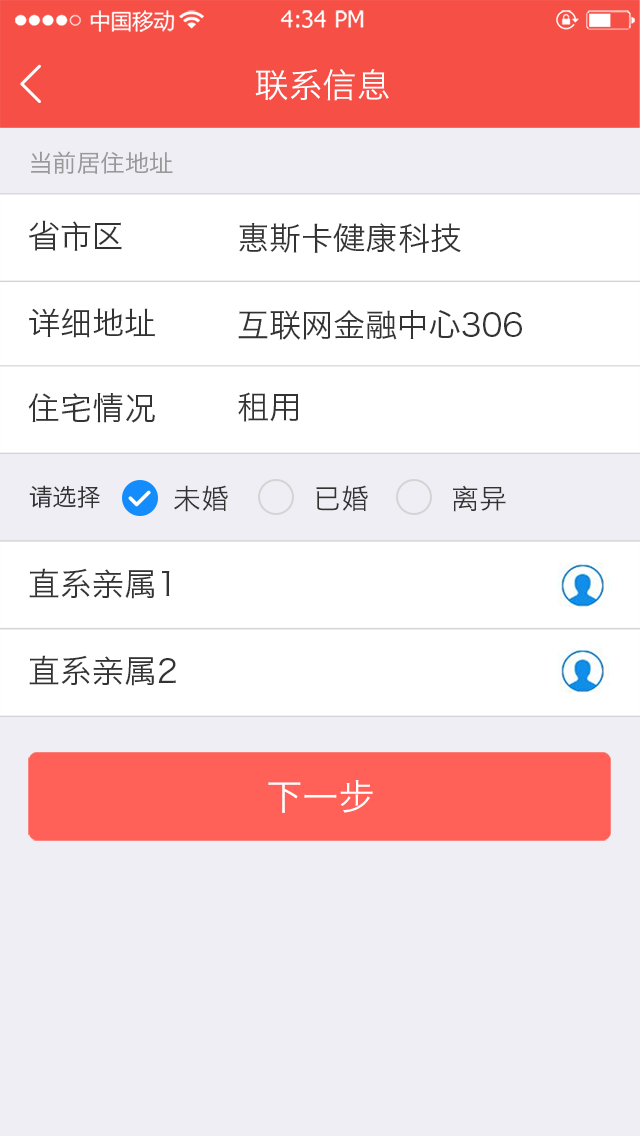 中国移动 4:34 PM
联系信息
当前居住地址
省市区 惠斯卡健康科技
详细地址 互联网金融中心306
住宅情况 租用
请选择 未婚 已婚 离异
直系亲属1
直系亲属2
下一步